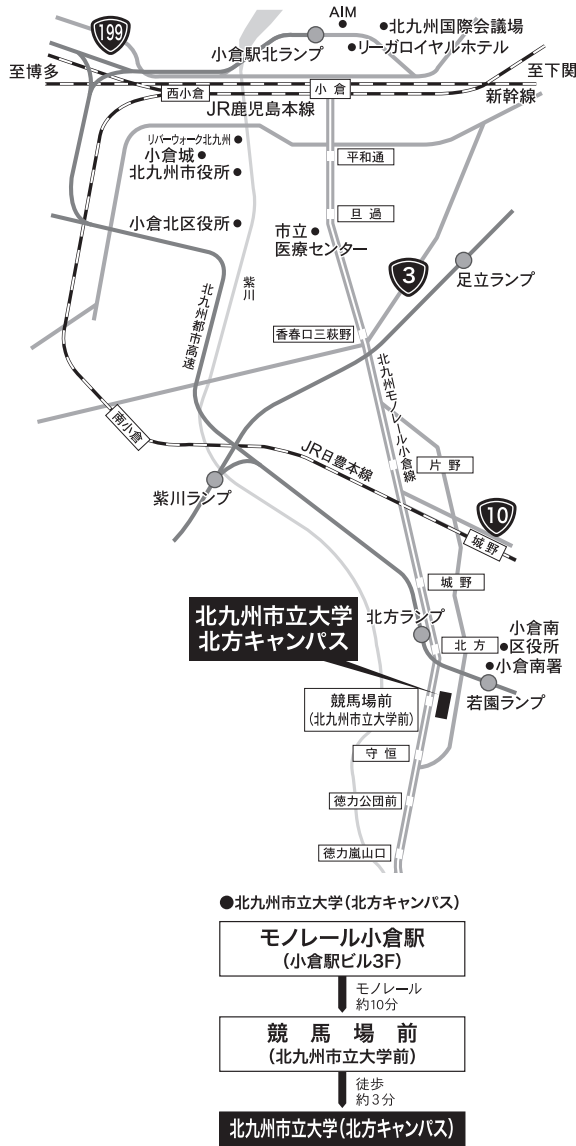 199
AIM
北九州国際会議場
小倉駅北ランプ
リーガロイヤルホテル
至博多
至下関
西小倉
小倉
新幹線
JR鹿児島本線
リバーウォーク北九州
小倉城
北九州市役所
平和通
小倉北区役所
旦過
市立
医療センター
3
足立ランプ
紫川
北九州都市高速
香春口三萩野
北九州モノレール小倉線
南小倉
JR日豊本線
片野
紫川ランプ
10
城野
城野
北九州市立大学
北方キャンパス
北方ランプ
北方
小倉南
区役所
小倉南署
若園ランプ
競馬場前
(北九州市立大学前)
守恒
徳力公団前
徳力嵐山口
●北九州市立大学(北方キャンパス)
モノレール小倉駅
(小倉駅ビル3F)
モノレール
約10分
競馬場前
(北九州市立大学前)
徒歩
約3分
北九州市立大学(北方キャンパス)